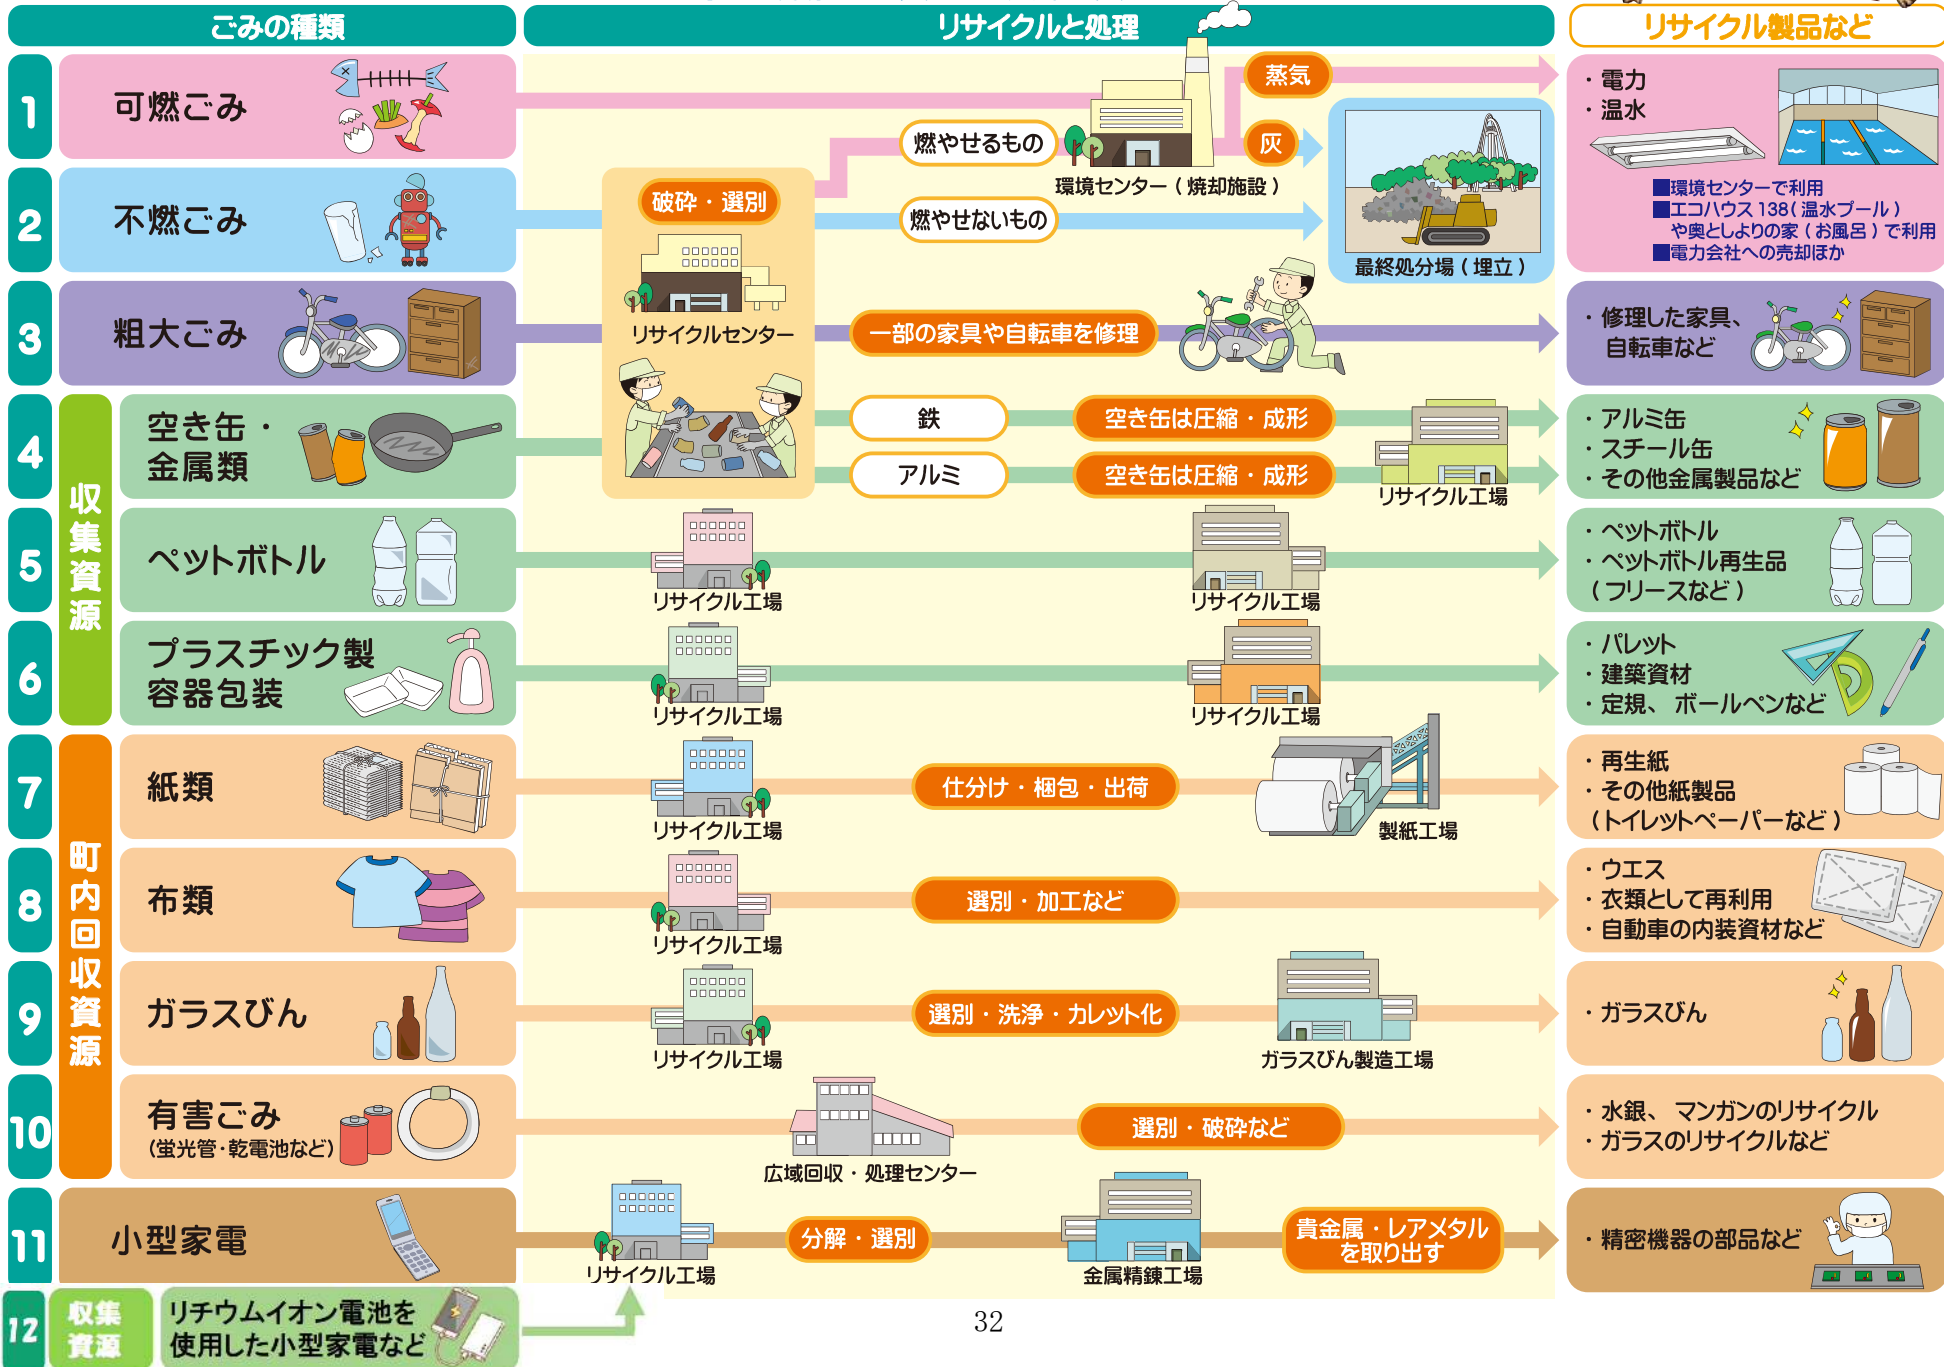 ごみの種類
リサイクルと処理
リサイクル製品など
1
可燃ごみ
蒸気
灰
燃やせるもの
環境センター ( 焼却施設 )
・電力
・温水
■環境センターで利用
■エコハウス 138( 温水プール )
や奥としよりの家 ( お風呂 ) で利用
■電力会社への売却ほか
2
不燃ごみ
破砕・選別
燃やせないもの
最終処分場 ( 埋立 )
3
粗大ごみ
リサイクルセンター
一部の家具や自転車を修理
・修理した家具、
自転車など
収集資源
4
空き缶・
金属類
鉄
空き缶は圧縮・成形
アルミ
空き缶は圧縮・成形
リサイクル工場
・アルミ缶
・スチール缶
・その他金属製品など
5
ペットボトル
リサイクル工場
リサイクル工場
・ペットボトル
・ペットボトル再生品
( フリースなど )
6
プラスチック製
容器包装
リサイクル工場
リサイクル工場
・パレット
・建築資材
・定規、ボールペンなど
町内回収資源
7
紙類
リサイクル工場
仕分け・梱包・出荷
製紙工場
・再生紙
・その他紙製品
(トイレットペーパーなど )
8
布類
リサイクル工場
選別・加工など
・ウエス
・衣類として再利用
・自動車の内装資材など
9
ガラスびん
リサイクル工場
選別・洗浄・カレット化
ガラスびん製造工場
・ガラスびん
10
有害ごみ
(蛍光管・乾電池など)
広域回収・処理センター
選別・破砕など
・水銀、マンガンのリサイクル
・ガラスのリサイクルなど
11
小型家電
リサイクル工場
分解・選別
金属精錬工場
貴金属・レアメタル
を取り出す
・精密機器の部品など
12
収集
資源
リチウムイオン電池を
使用した小型家電など
32